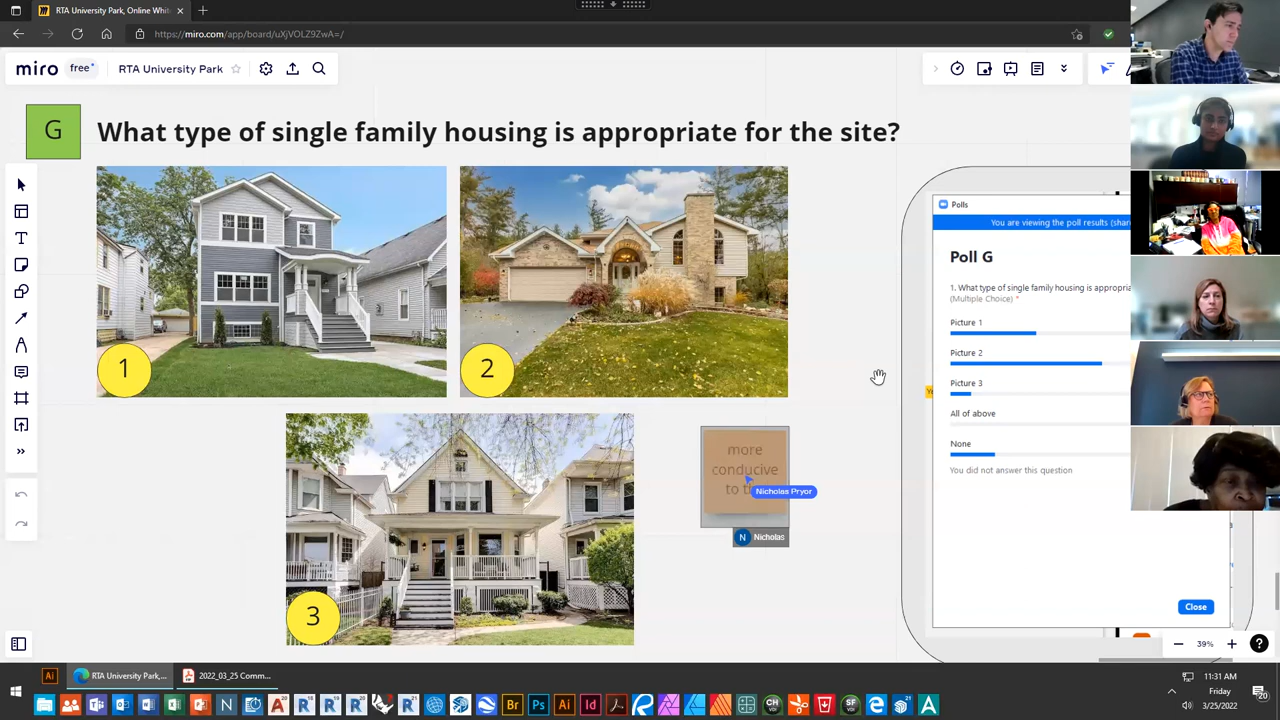 RTA University Park, Online Whit
https://miro.com/app/board/uXjVOLZ9ZwA=/
miro free RTA University Park
G What type of single family housing is appropriate for the site?
1
2
3
more
conducive
to
Nicholas Pryor
N Nicholas
Polls
You are viewing the poll results
Poll G
1. What type of single family housing is
(Multiple Choice) *
Picture 1
Picture 2
Picture 3
All of above
None
You did not answer this question
Close
39%
?
RTA University Park,...
2022_03_25 Comm...
11:31 AM
Friday
3/25/2022
20